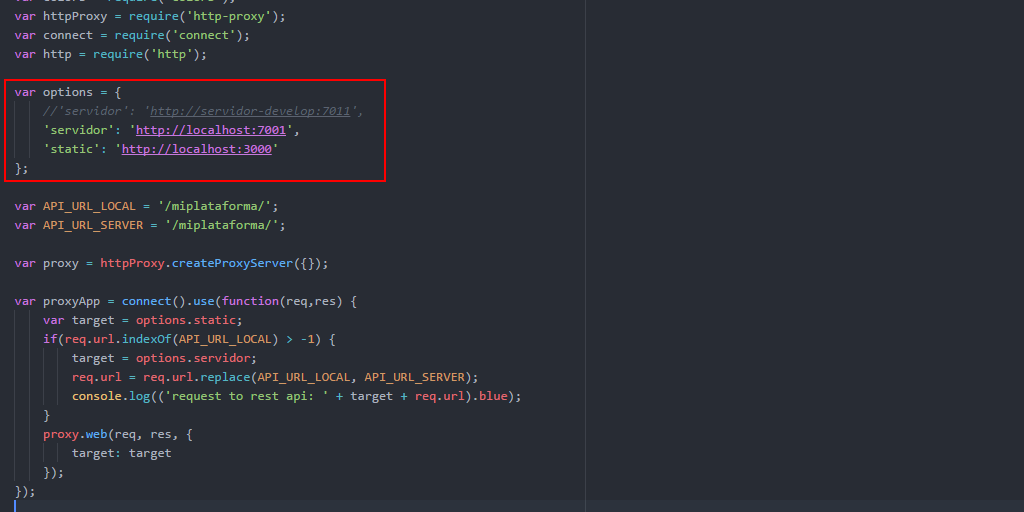 var httpProxy = require('http-proxy');
var connect = require('connect');
var http = require('http');
var options = {
//'servidor': 'http://servidor-develop:7011',
'servidor': 'http://localhost:7001',
'static': 'http://localhost:3000'
};
var API_URL_LOCAL = '/miplataforma/';
var API_URL_SERVER = '/miplataforma/';
var proxy = httpProxy.createProxyServer({});
var proxyApp = connect().use(function(req,res) {
var target = options.static;
if(req.url.indexOf(API_URL_LOCAL) > -1) {
target = options.servidor;
req.url = req.url.replace(API_URL_LOCAL, API_URL_SERVER);
console.log(('request to rest api: ' + target + req.url).blue);
}
proxy.web(req, res, {
target: target
});
});